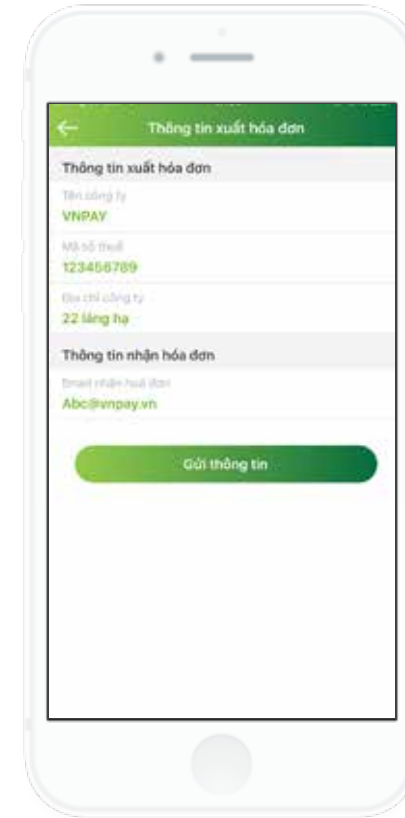 Thông tin xuất hóa đơn
Thông tin xuất hóa đơn
Tên công ty
VNPAY
Mã số thuế
123456789
Địa chỉ công ty
22 láng hạ
Thông tin nhận hóa đơn
Email nhận hoá đơn
Abc@vnpay.vn
Gửi thông tin